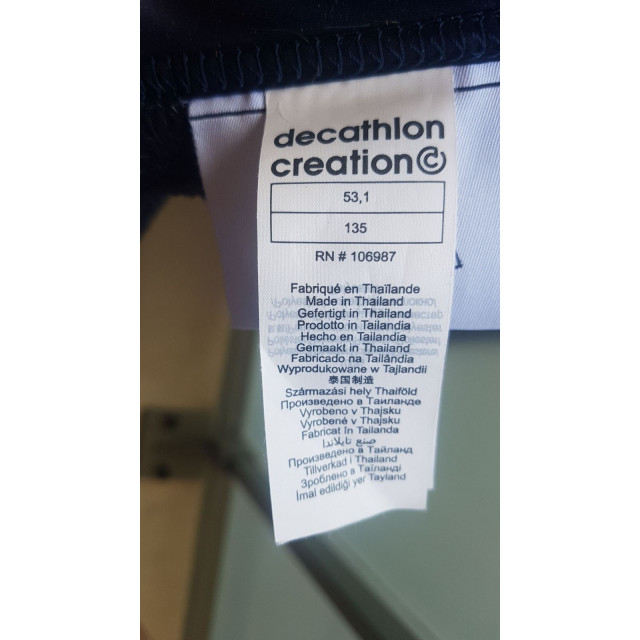 decathlon
creation©
53,1
135
RN # 106987
Fabriqué en Thaïlande
Made in Thailand
Gefertigt in Thailand
Prodotto in Tailandia
Hecho en Tailandia
Gemaakt in Thailand
Fabricado na Tailândia
Wyprodukowane w Tajlandii
泰国制造
Származási hely Thaiföld
Произведено в Таиланде
Vyrobeno v Thajsku
Vyrobené v Thajsku
Fabricat în Tailanda
صنع تايلاندا
Произведено в Тайланд
Tillverkad i Thailand
Зроблено в Таїланді
İmal edildiği yer Tayland